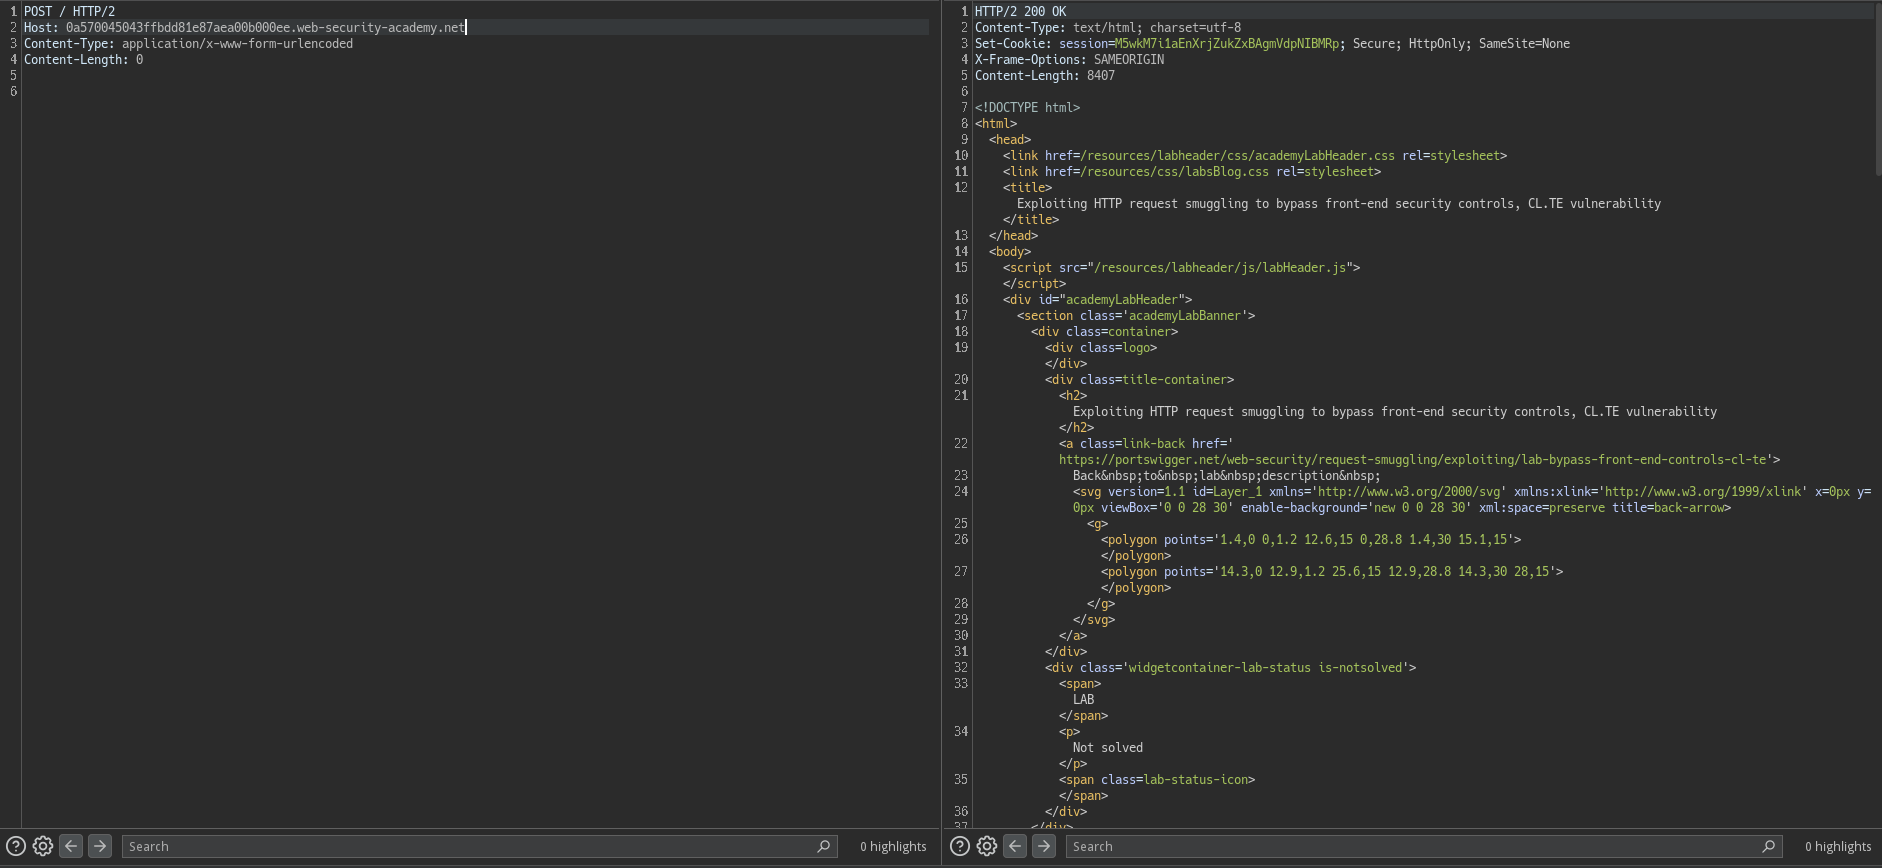 1 POST / HTTP/2
2 Host: 0a570045043ffbdd81e87aea00b000ee.web-security-academy.net
3 Content-Type: application/x-www-form-urlencoded
4 Content-Length: 0
5
6
Search
0 highlights
1 HTTP/2 200 OK
2 Content-Type: text/html; charset=utf-8
3 Set-Cookie: session=M5wkM7i1aEnXrjZukZxBAgmVdpNIBMRp; Secure; HttpOnly; SameSite=None
4 X-Frame-Options: SAMEORIGIN
5 Content-Length: 8407
6
7 <!DOCTYPE html>
8 <html>
9 <head>
10 <link href=/resources/labheader/css/academyLabHeader.css rel=stylesheet>
11 <link href=/resources/css/labsBlog.css rel=stylesheet>
12 <title>
Exploiting HTTP request smuggling to bypass front-end security controls, CL.TE vulnerability
</title>
13 </head>
14 <body>
15 <script src="/resources/labheader/js/labHeader.js">
</script>
16 <div id="academyLabHeader">
17 <section class='academyLabBanner'>
18 <div class=container>
19 <div class=logo>
</div>
20 <div class=title-container>
21 <h2>
Exploiting HTTP request smuggling to bypass front-end security controls, CL.TE vulnerability
</h2>
22 <a class=link-back href='
https://portswigger.net/web-security/request-smuggling/exploiting/lab-bypass-front-end-controls-cl-te'>
23 Back&nbsp;to&nbsp;lab&nbsp;description&nbsp;
24 <svg version=1.1 id=Layer_1 xmlns='http://www.w3.org/2000/svg' xmlns:xlink='http://www.w3.org/1999/xlink' x=0px y=
0px viewBox='0 0 28 30' enable-background='new 0 0 28 30' xml:space=preserve title=back-arrow>
25 <g>
26 <polygon points='1.4,0 0,1.2 12.6,15 0,28.8 1.4,30 15.1,15'>
</polygon>
27 <polygon points='14.3,0 12.9,1.2 25.6,15 12.9,28.8 14.3,30 28,15'>
</polygon>
28 </g>
29 </svg>
30 </a>
31 </div>
32 <div class='widgetcontainer-lab-status is-notsolved'>
33 <span>
LAB
</span>
34 <p>
Not solved
</p>
35 <span class=lab-status-icon>
</span>
36 </div>
37 </div>
Search
0 highlights